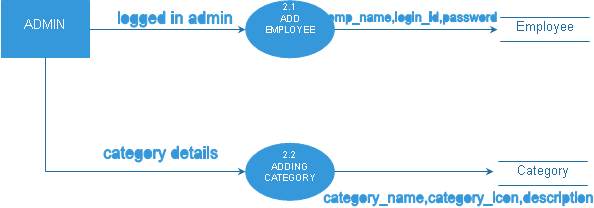 ADMIN
logged in admin
2.1
ADD
EMPLOYEE
emp_name,login_id,password
Employee
category details
2.2
ADDING
CATEGORY
Category
category_name,category_icon,description